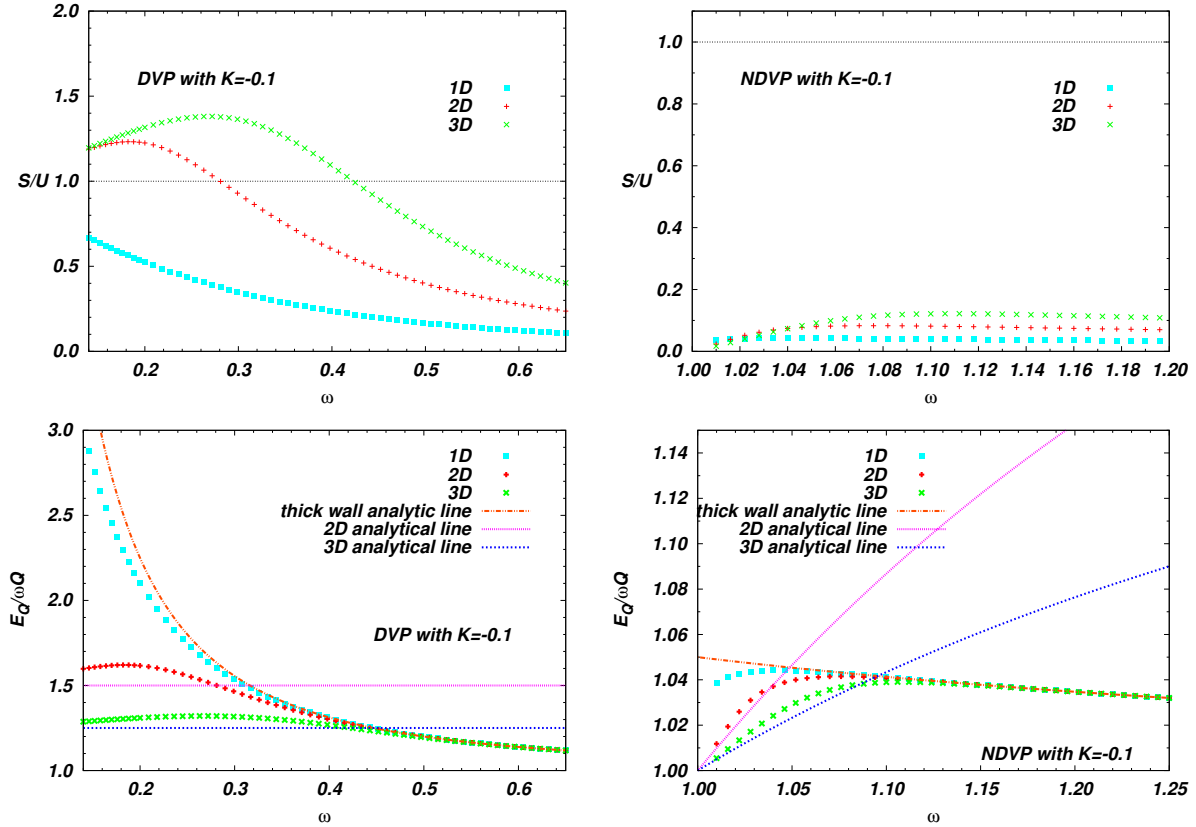 2.0
1.5
1.0
0.5
0.0
S/U
DVP with K=-0.1
1D
2D
3D
0.2
0.3
0.4
0.5
0.6
ω
1.0
0.8
0.6
0.4
0.2
0.0
S/U
NDVP with K=-0.1
1D
2D
3D
1.00
1.02
1.04
1.06
1.08
1.10
1.12
1.14
1.16
1.18
1.20
ω
3.0
2.5
2.0
1.5
1.0
E_Q/ωQ
1D
2D
3D
thick wall analytic line
2D analytical line
3D analytical line
DVP with K=-0.1
0.2
0.3
0.4
0.5
0.6
ω
1.14
1.12
1.10
1.08
1.06
1.04
1.02
1.00
E_Q/ωQ
1D
2D
3D
thick wall analytic line
2D analytical line
3D analytical line
NDVP with K=-0.1
1.00
1.05
1.10
1.15
1.20
1.25
ω